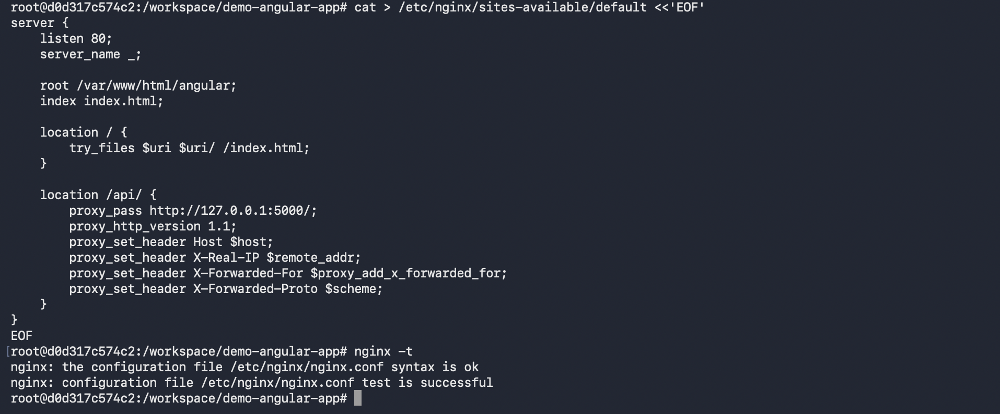 root@d0d317c574c2:/workspace/demo-angular-app# cat > /etc/nginx/sites-available/default <<'EOF'
server {
    listen 80;
    server_name _;

    root /var/www/html/angular;
    index index.html;

    location / {
        try_files $uri $uri/ /index.html;
    }

    location /api/ {
        proxy_pass http://127.0.0.1:5000/;
        proxy_http_version 1.1;
        proxy_set_header Host $host;
        proxy_set_header X-Real-IP $remote_addr;
        proxy_set_header X-Forwarded-For $proxy_add_x_forwarded_for;
        proxy_set_header X-Forwarded-Proto $scheme;
    }
}
EOF
[root@d0d317c574c2:/workspace/demo-angular-app# nginx -t
nginx: the configuration file /etc/nginx/nginx.conf syntax is ok
nginx: configuration file /etc/nginx/nginx.conf test is successful
root@d0d317c574c2:/workspace/demo-angular-app#